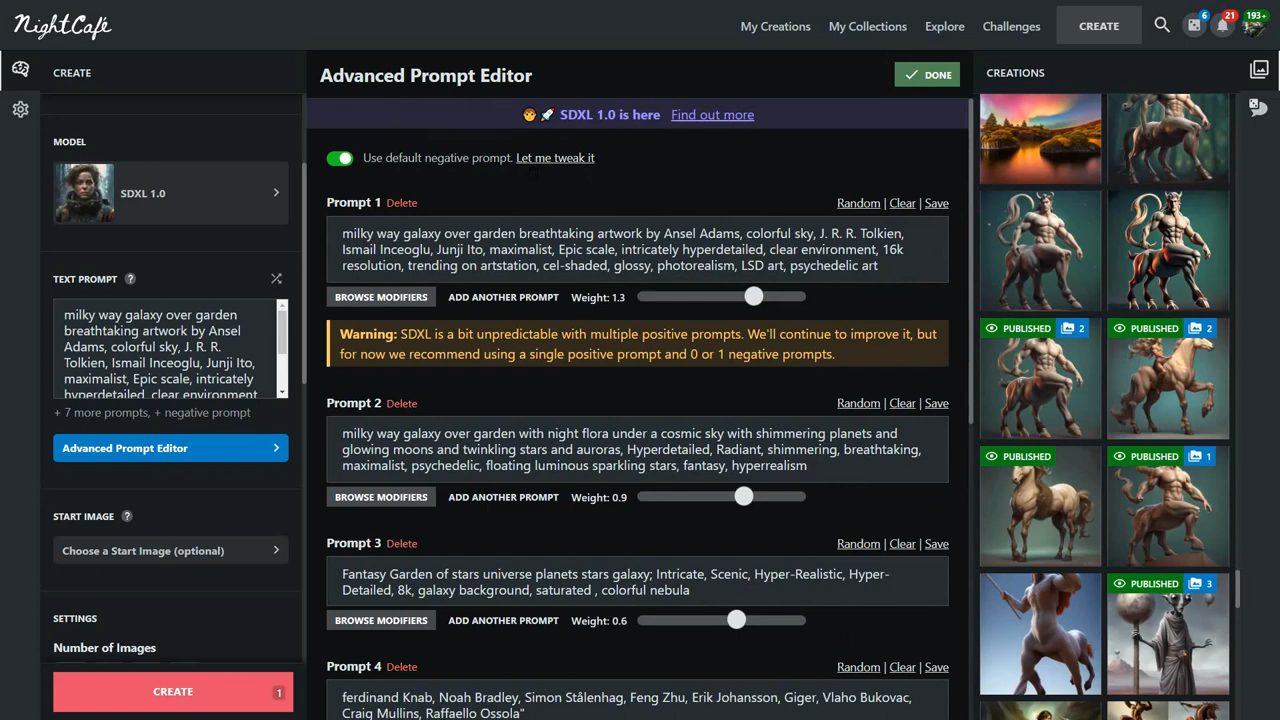 NightCafé
My Creations
My Collections
Explore
Challenges
CREATE
6
21
193+
CREATE
MODEL
SDXL 1.0
TEXT PROMPT
milky way galaxy over garden
breathtaking artwork by Ansel
Adams, colorful sky, J. R. R.
Tolkien, Ismail Inceoglu, Junji Ito,
maximalist, Epic scale, intricately
hyperdetailed, clear environment
+ 7 more prompts, + negative prompt
Advanced Prompt Editor
START IMAGE
Choose a Start Image (optional)
SETTINGS
Number of Images
CREATE 1
Advanced Prompt Editor
DONE
SDXL 1.0 is here Find out more
Use default negative prompt. Let me tweak it
Prompt 1 Delete
Random | Clear | Save
milky way galaxy over garden breathtaking artwork by Ansel Adams, colorful sky, J. R. R. Tolkien,
Ismail Inceoglu, Junji Ito, maximalist, Epic scale, intricately hyperdetailed, clear environment, 16k
resolution, trending on artstation, cel-shaded, glossy, photorealism, LSD art, psychedelic art
BROWSE MODIFIERS ADD ANOTHER PROMPT Weight: 1.3
Warning: SDXL is a bit unpredictable with multiple positive prompts. We'll continue to improve it, but
for now we recommend using a single positive prompt and 0 or 1 negative prompts.
Prompt 2 Delete
Random | Clear | Save
milky way galaxy over garden with night flora under a cosmic sky with shimmering planets and
glowing moons and twinkling stars and auroras, Hyperdetailed, Radiant, shimmering, breathtaking,
maximalist, psychedelic, floating luminous sparkling stars, fantasy, hyperrealism
BROWSE MODIFIERS ADD ANOTHER PROMPT Weight: 0.9
Prompt 3 Delete
Random | Clear | Save
Fantasy Garden of stars universe planets stars galaxy; Intricate, Scenic, Hyper-Realistic, Hyper-
Detailed, 8k, galaxy background, saturated , colorful nebula
BROWSE MODIFIERS ADD ANOTHER PROMPT Weight: 0.6
Prompt 4 Delete
Random | Clear | Save
ferdinand Knab, Noah Bradley, Simon Stålenhag, Feng Zhu, Erik Johansson, Giger, Vlaho Bukovac,
Craig Mullins, Raffaello Ossola"
CREATIONS
PUBLISHED 2
PUBLISHED 2
PUBLISHED
PUBLISHED 1
PUBLISHED 3